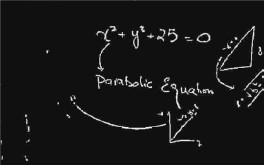 x² + y² + 25 = 0
Parabolic Equation